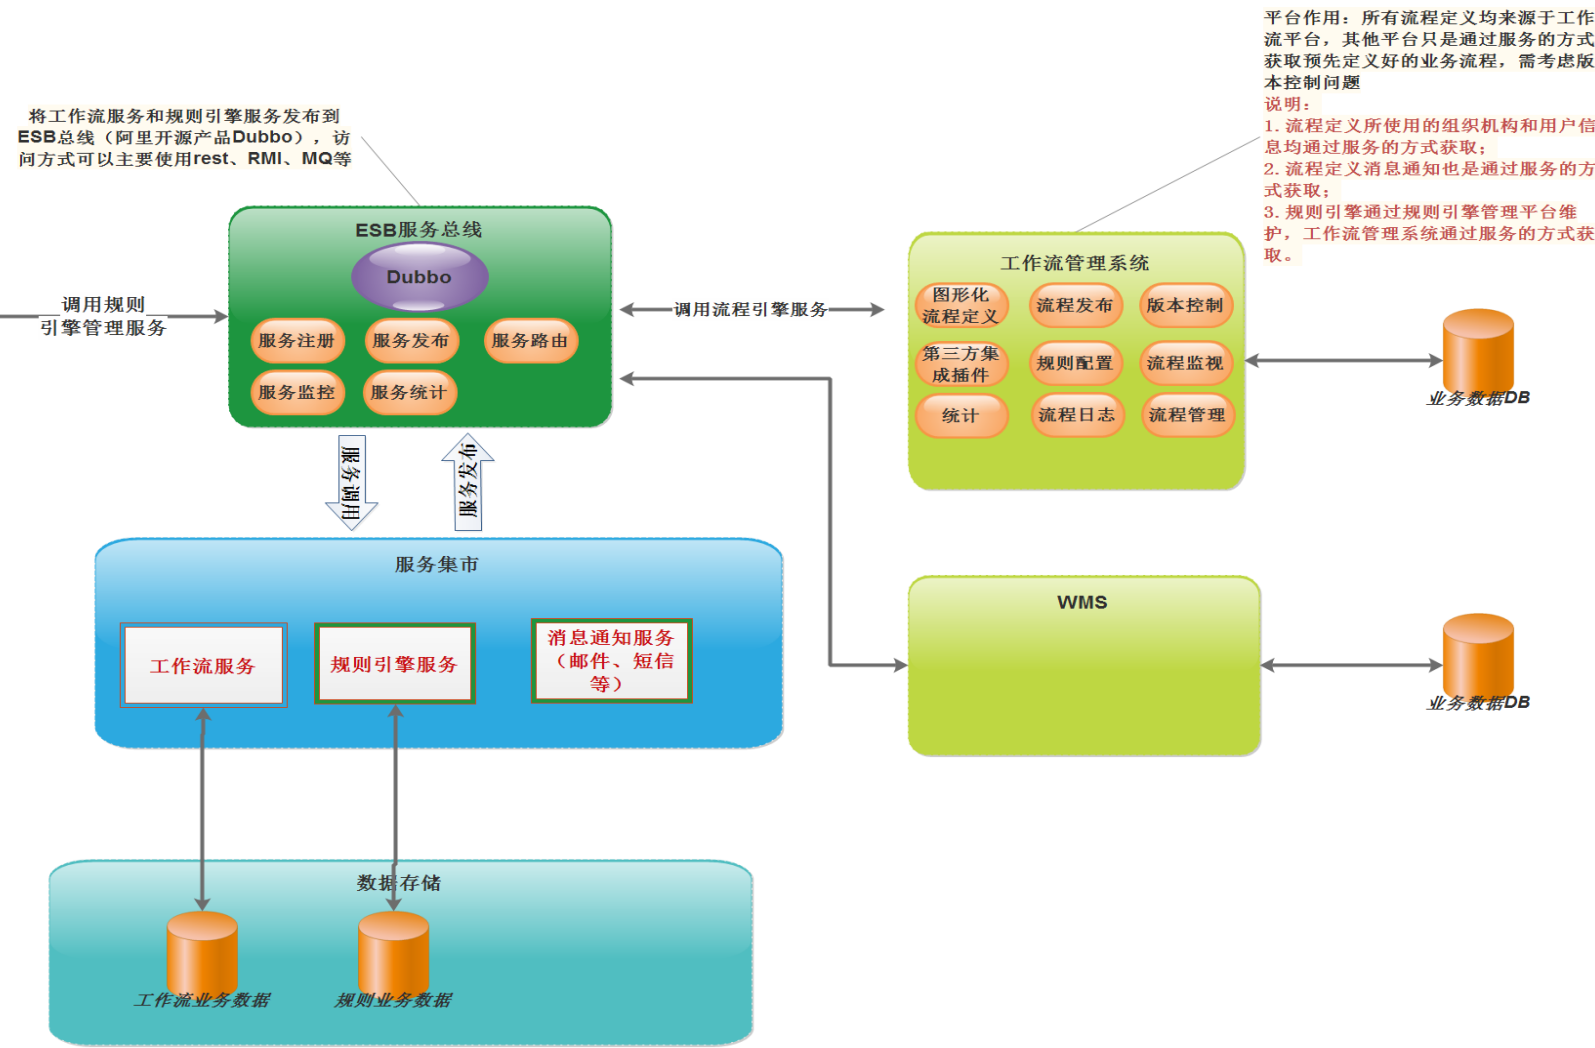 平台作用：所有流程定义均来源于工作
流平台，其他平台只是通过服务的方式
获取预先定义好的业务流程，需考虑版
本控制问题
说明：
1. 流程定义所使用的组织机构和用户信
息均通过服务的方式获取；
2. 流程定义消息通知也是通过服务的方
式获取；
3. 规则引擎通过规则引擎管理平台维
护，工作流管理系统通过服务的方式获
取。
将工作流服务和规则引擎服务发布到
ESB总线（阿里开源产品Dubbo），访
问方式可以主要使用rest、RMI、MQ等
ESB服务总线
Dubbo
服务注册
服务发布
服务路由
服务监控
服务统计
调用规则
引擎管理服务
调用流程引擎服务
工作流管理系统
图形化
流程定义
流程发布
版本控制
第三方集
成插件
规则配置
流程监视
统计
流程日志
流程管理
业务数据DB
服务调用
服务发布
服务集市
工作流服务
规则引擎服务
消息通知服务
（邮件、短信
等）
WMS
业务数据DB
数据存储
工作流业务数据
规则业务数据